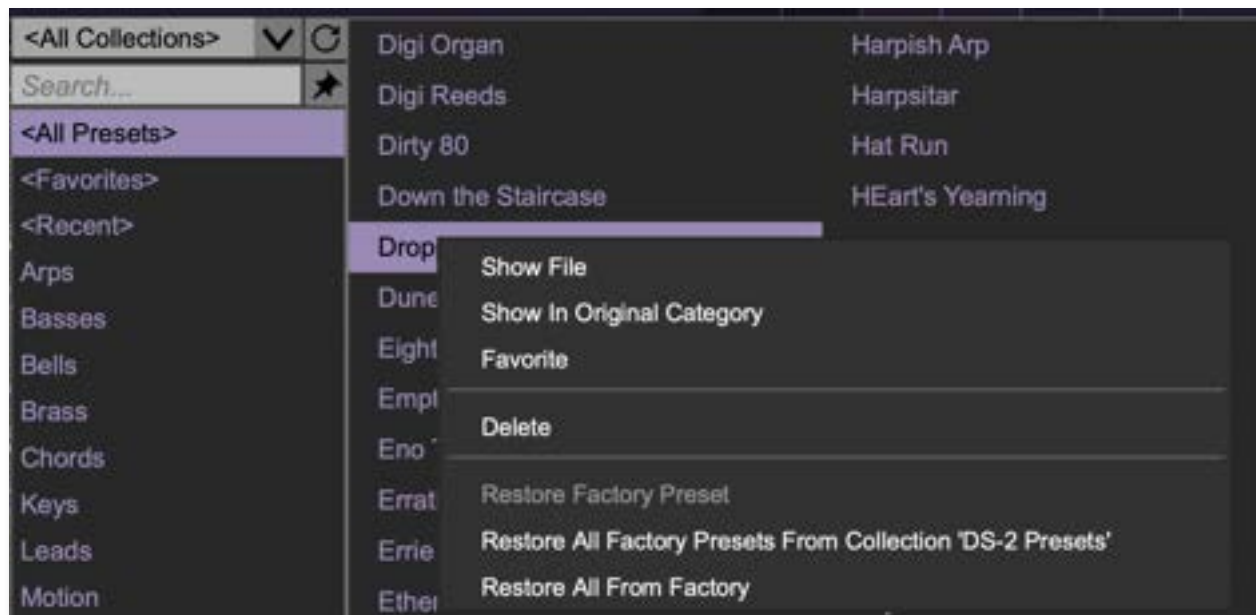 <All Collections>
Search...
<All Presets>
<Favorites>
<Recent>
Arps
Basses
Bells
Brass
Chords
Keys
Leads
Motion
Digi Organ
Digi Reeds
Dirty 80
Down the Staircase
Drop
Dune
Eight
Empt
Eno
Errat
Errie
Ether
Harpish Arp
Harpsitar
Hat Run
HEart's Yearning
Show File
Show In Original Category
Favorite
Delete
Restore Factory Preset
Restore All Factory Presets From Collection 'DS-2 Presets'
Restore All From Factory